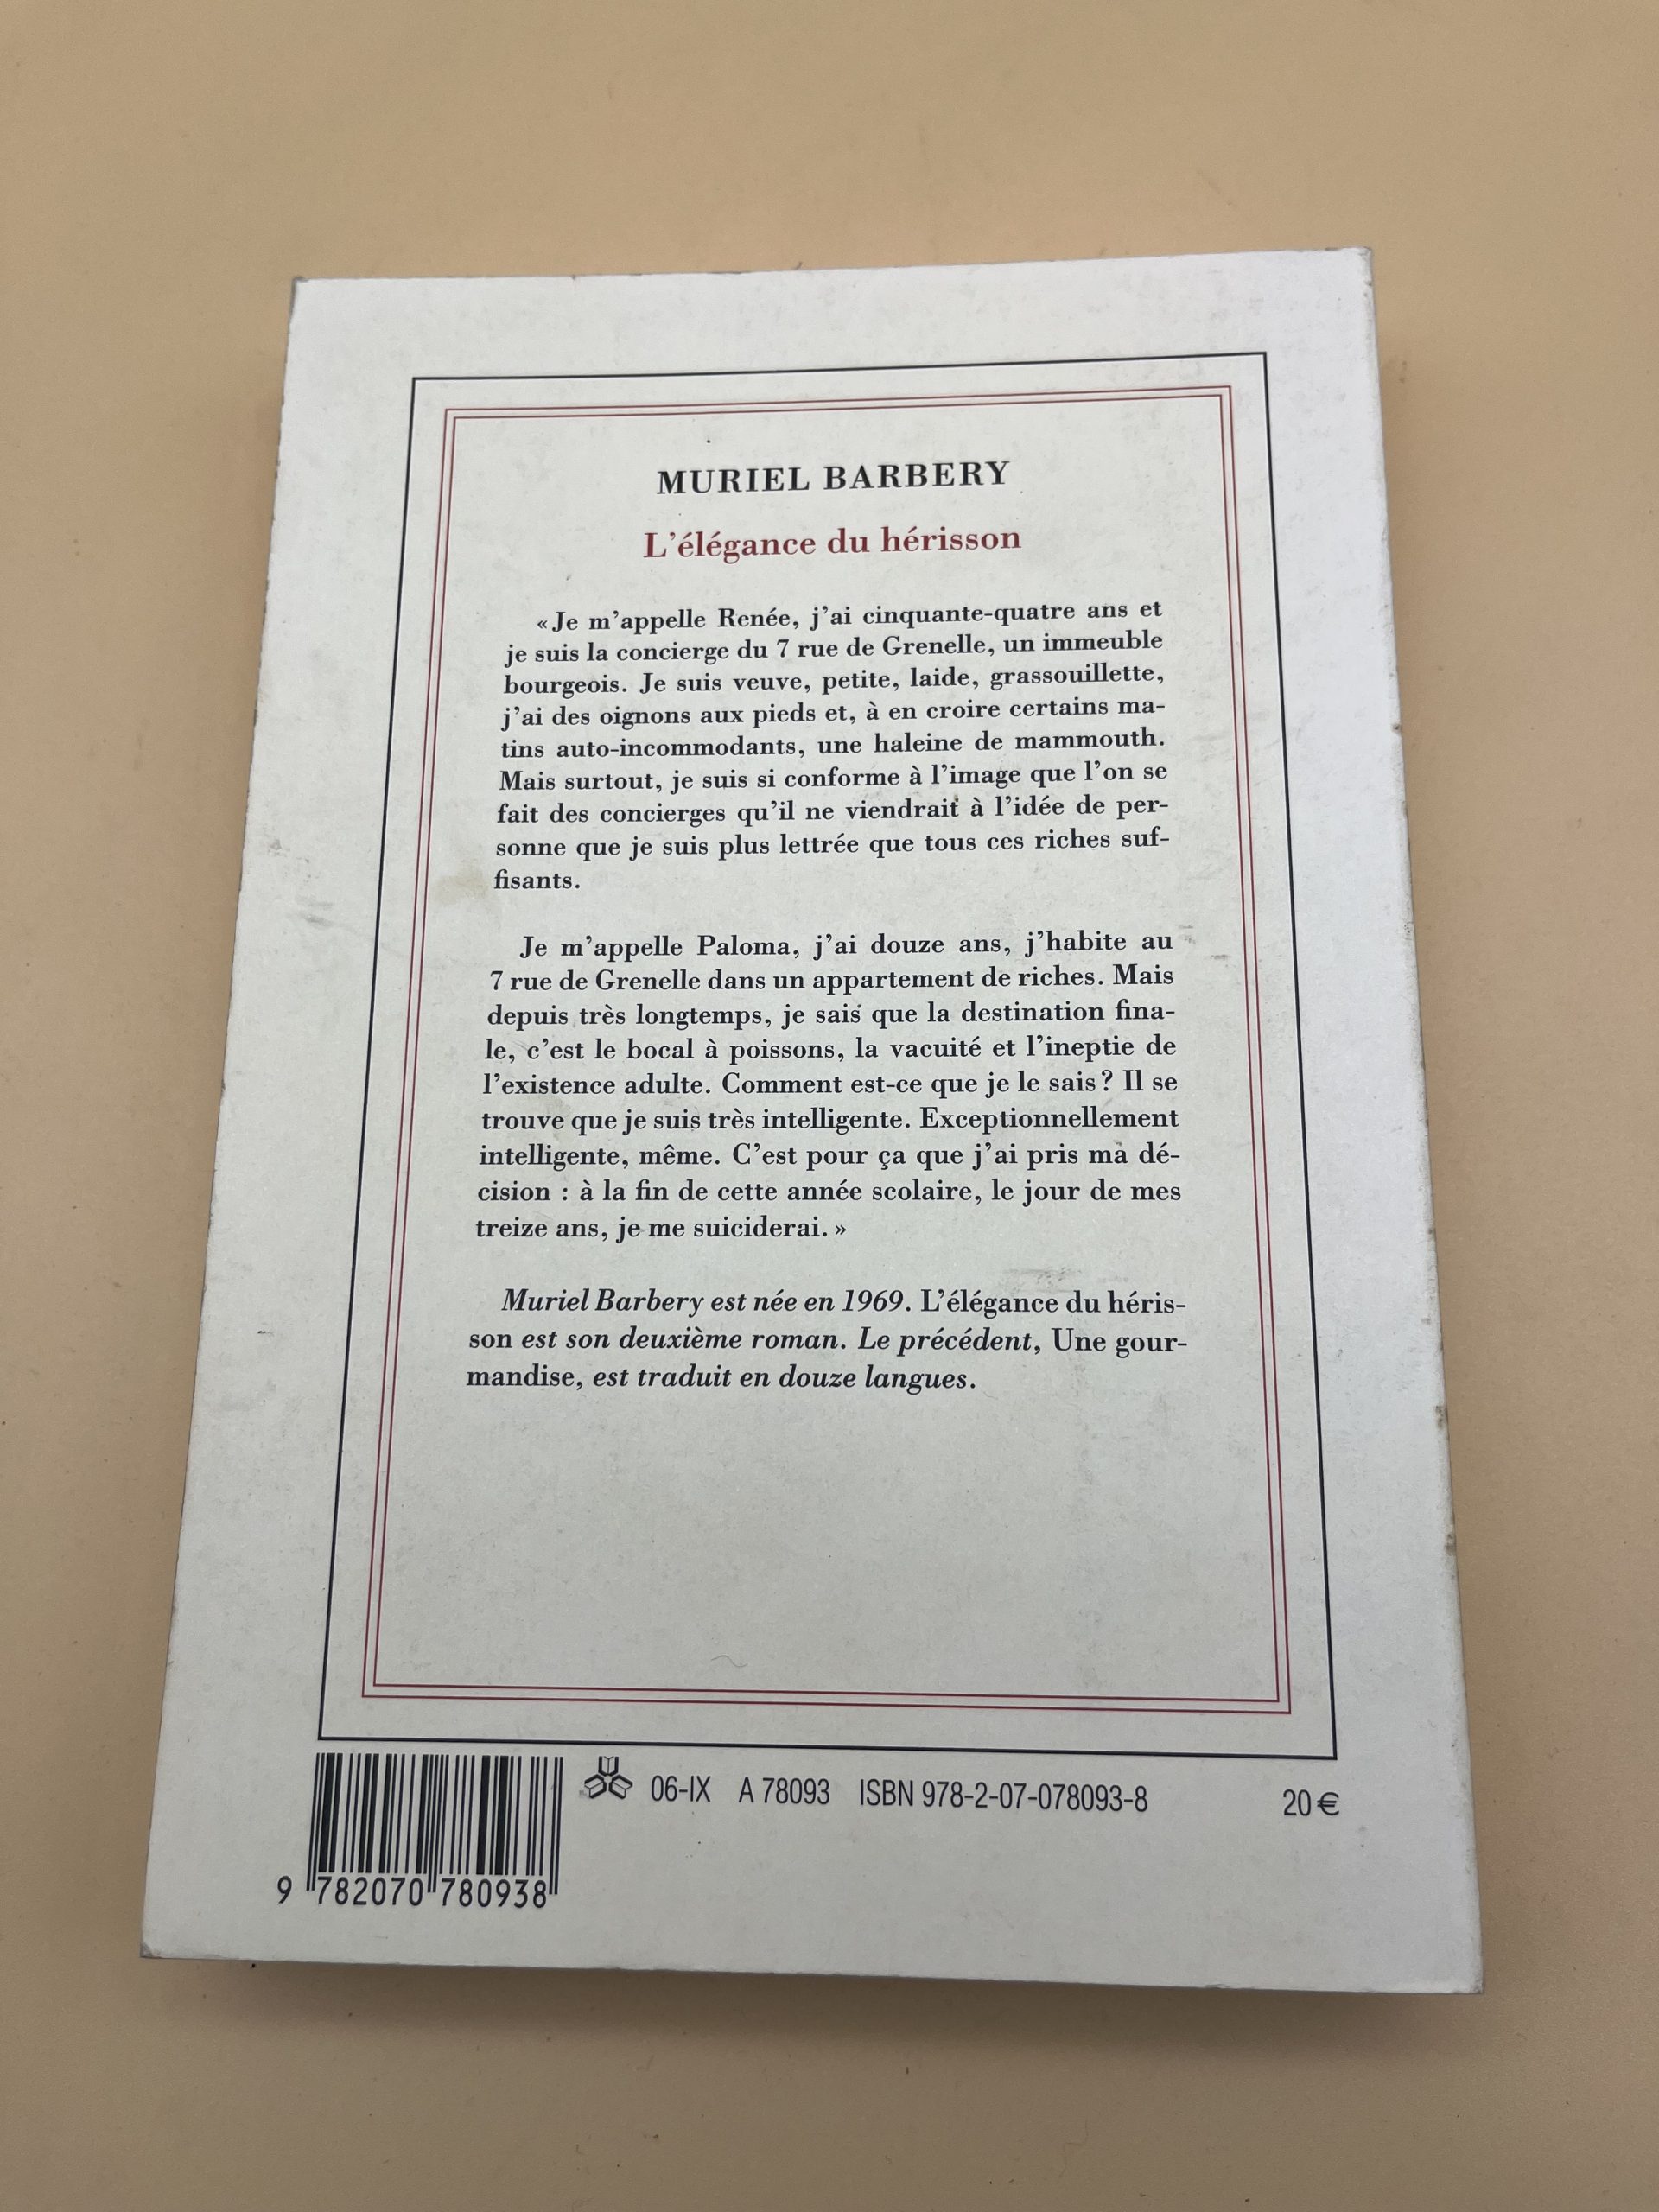 MURIEL BARBERY
L'élégance du hérisson
«Je m'appelle Renée, j'ai cinquante-quatre ans et
je suis la concierge du 7 rue de Grenelle, un immeuble
bourgeois. Je suis veuve, petite, laide, grassouillette,
j'ai des oignons aux pieds et, à en croire certains ma-
tins auto-incommodants, une haleine de mammouth.
Mais surtout, je suis si conforme à l'image que l'on se
fait des concierges qu'il ne viendrait à l'idée de per-
sonne que je suis plus lettrée que tous ces riches suf-
fisants.
Je m'appelle Paloma, j'ai douze ans, j'habite au
7 rue de Grenelle dans un appartement de riches. Mais
depuis très longtemps, je sais que la destination fina-
le, c'est le bocal à poissons, la vacuité et l'ineptie de
l'existence adulte. Comment est-ce que je le sais? Il se
trouve que je suis très intelligente. Exceptionnellement
intelligente, même. C'est pour ça que j'ai pris ma dé-
cision : à la fin de cette année scolaire, le jour de mes
treize ans, je me suiciderai.»
Muriel Barbery est née en 1969. L'élégance du héris-
son est son deuxième roman. Le précédent, Une gour-
mandise, est traduit en douze langues.
06-IX A 78093 ISBN 978-2-07-078093-8 20€
9 782070 780938